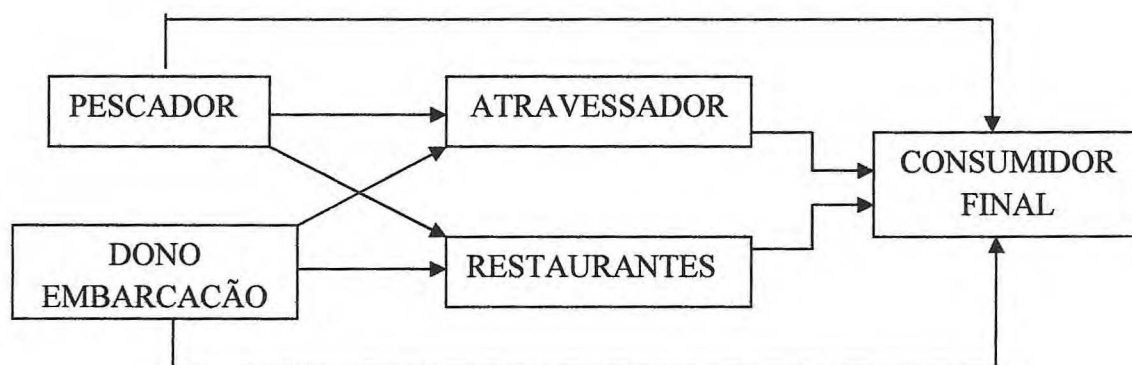 PESCADOR
ATRAVESSADOR
CONSUMIDOR
FINAL
DONO
EMBARCACÃO
RESTAURANTES